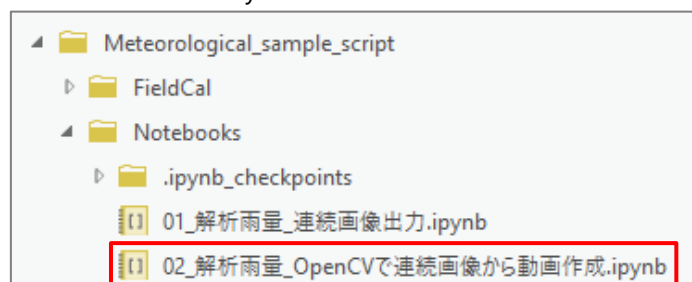 Meteorological_sample_script
FieldCal
Notebooks
.ipynb_checkpoints
01_解析雨量_連続画像出力.ipynb
02_解析雨量_OpenCVで連続画像から動画作成.ipynb